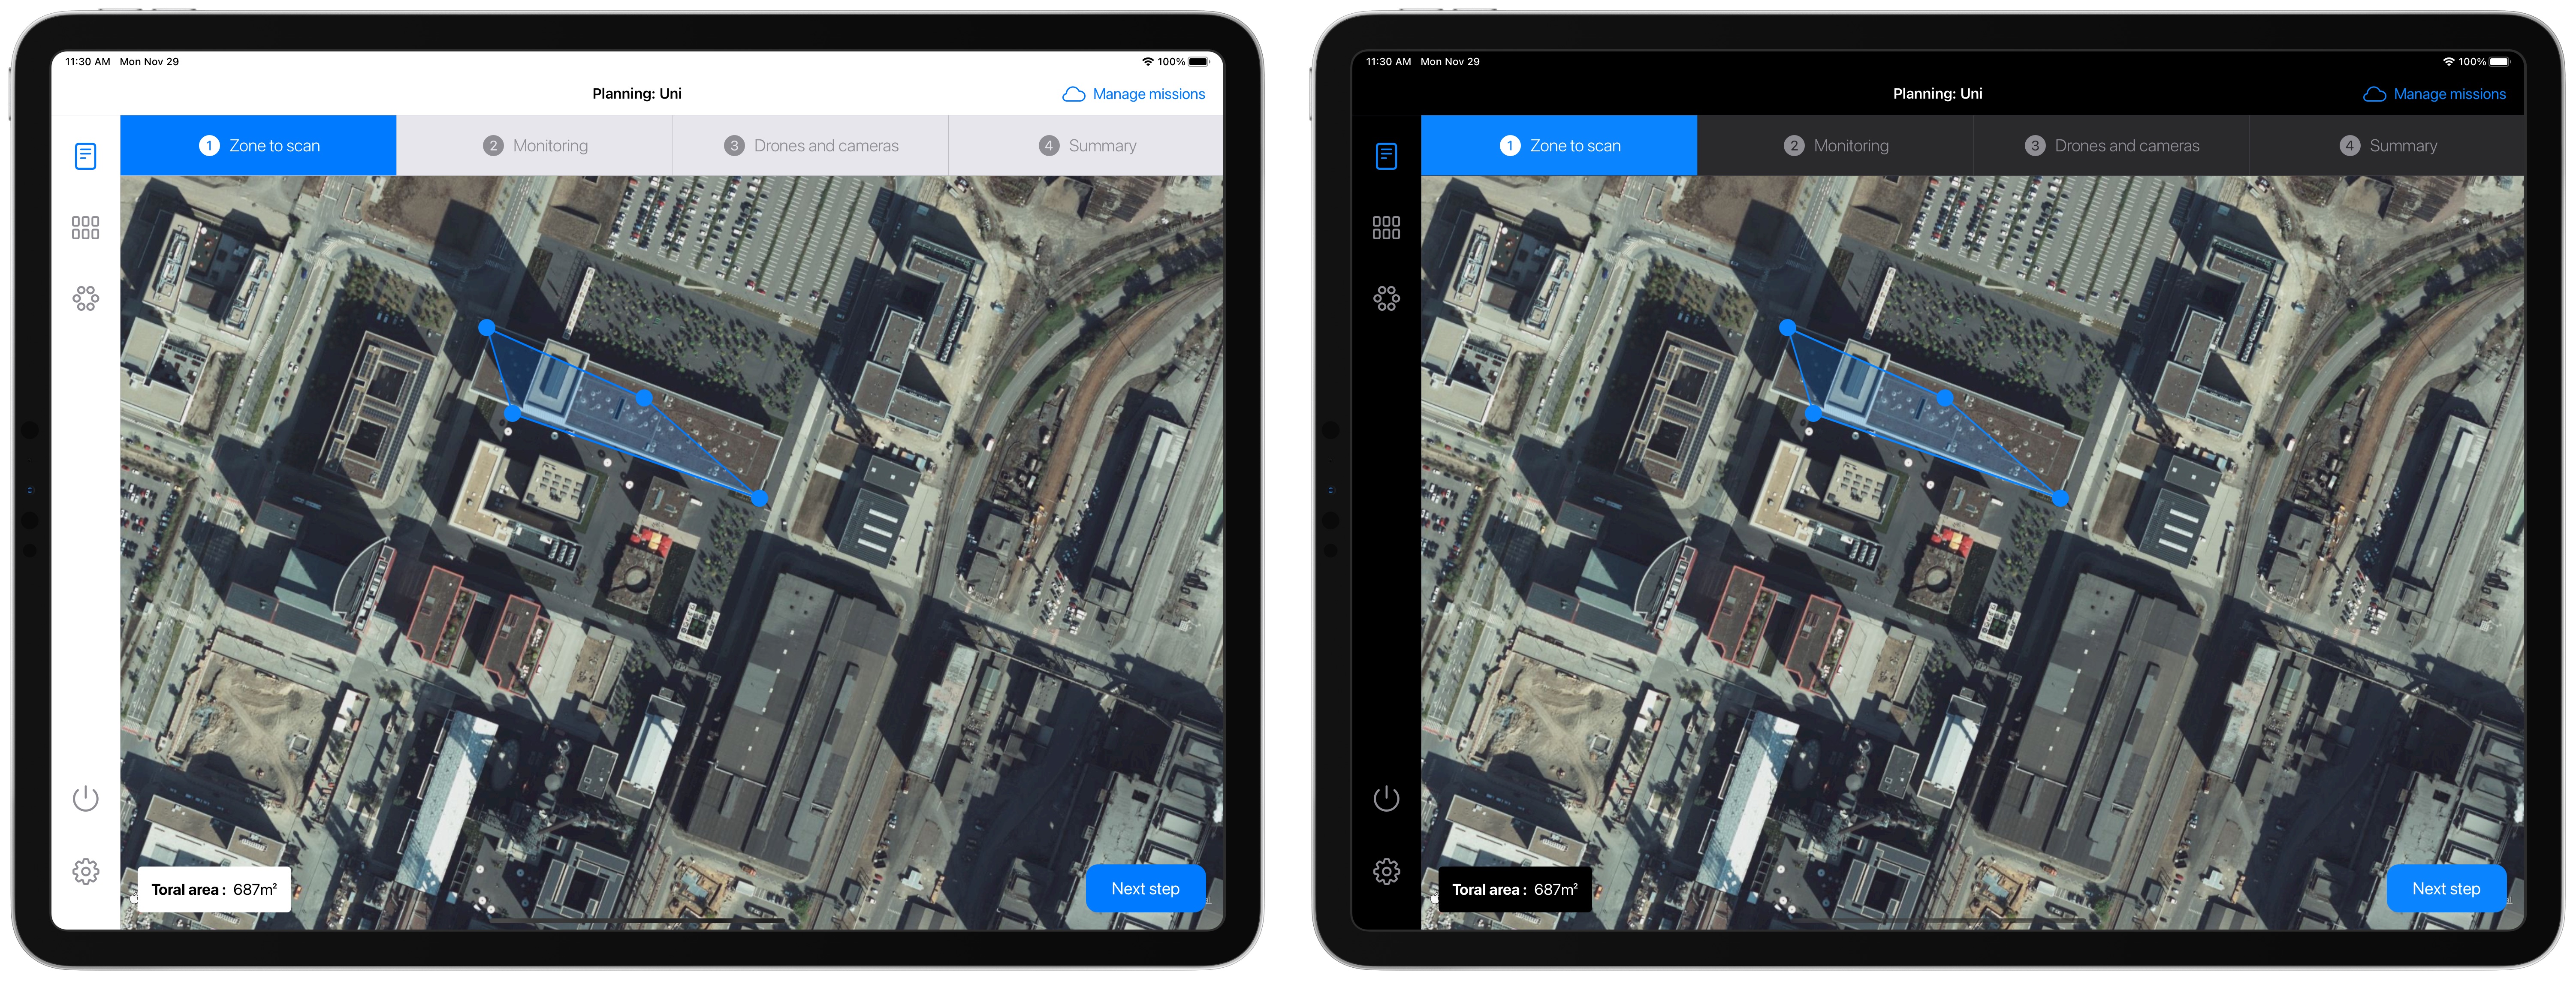 11:30 AM Mon Nov 29
100%
Planning: Uni
Manage missions
1 Zone to scan
2 Monitoring
3 Drones and cameras
4 Summary
Toral area : 687m²
Next step
11:30 AM Mon Nov 29
100%
Planning: Uni
Manage missions
1 Zone to scan
2 Monitoring
3 Drones and cameras
4 Summary
Toral area : 687m²
Next step